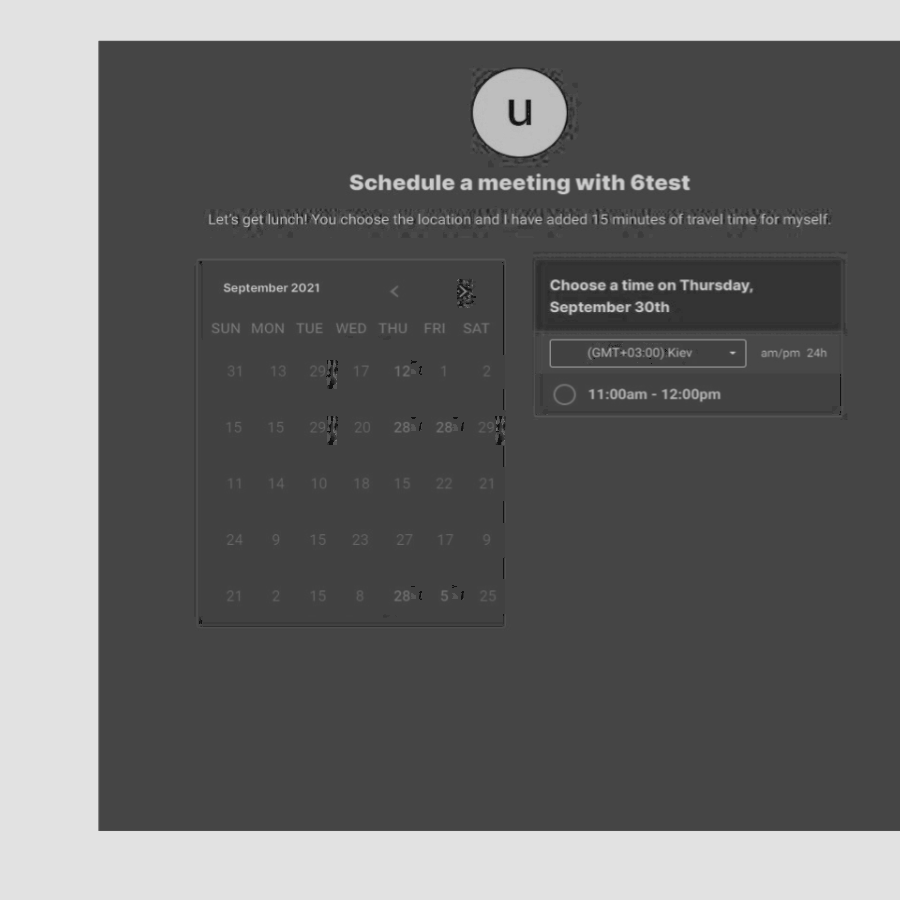 u
Schedule a meeting with 6test
Let's get lunch! You choose the location and I have added 15 minutes of travel time for myself.
September 2021
SUN MON TUE WED THU FRI SAT
31 13 29 17 12 1 2
15 15 29 20 28 28 29
11 14 10 18 15 22 21
24 9 15 23 27 17 9
21 2 15 8 28 5 25
Choose a time on Thursday,
September 30th
(GMT+03:00) Kiev am/pm 24h
11:00am - 12:00pm